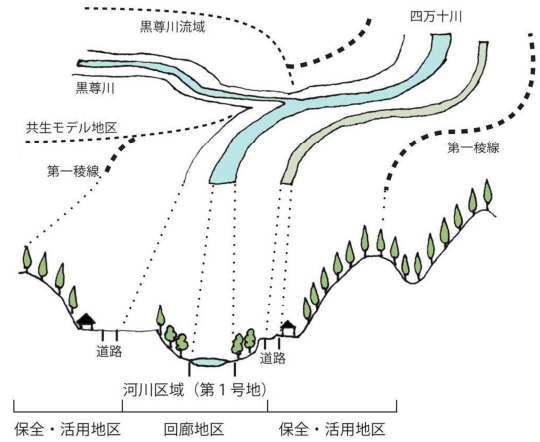 黒尊川流域
四万十川
黒尊川
共生モデル地区
第一稜線
第一稜線
道路
道路
河川区域（第１号地）
保全・活用地区
回廊地区
保全・活用地区